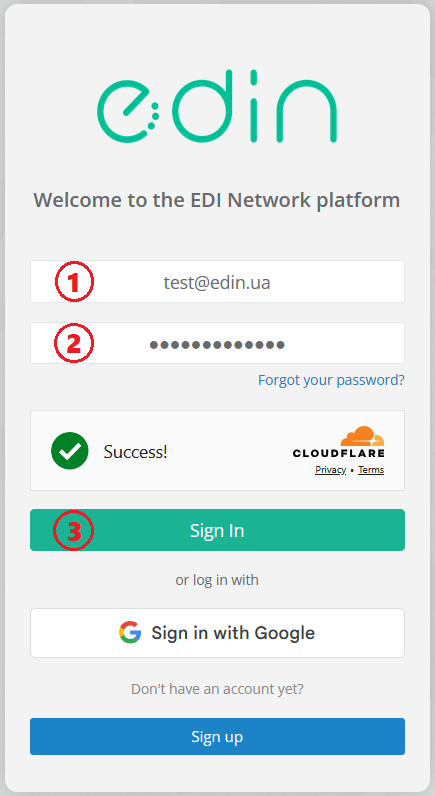 edin
Welcome to the EDI Network platform
1 test@edin.ua
2 •••••••••••••
Forgot your password?
Success!
CLOUDFLARE
Privacy • Terms
3 Sign In
or log in with
G Sign in with Google
Don't have an account yet?
Sign up